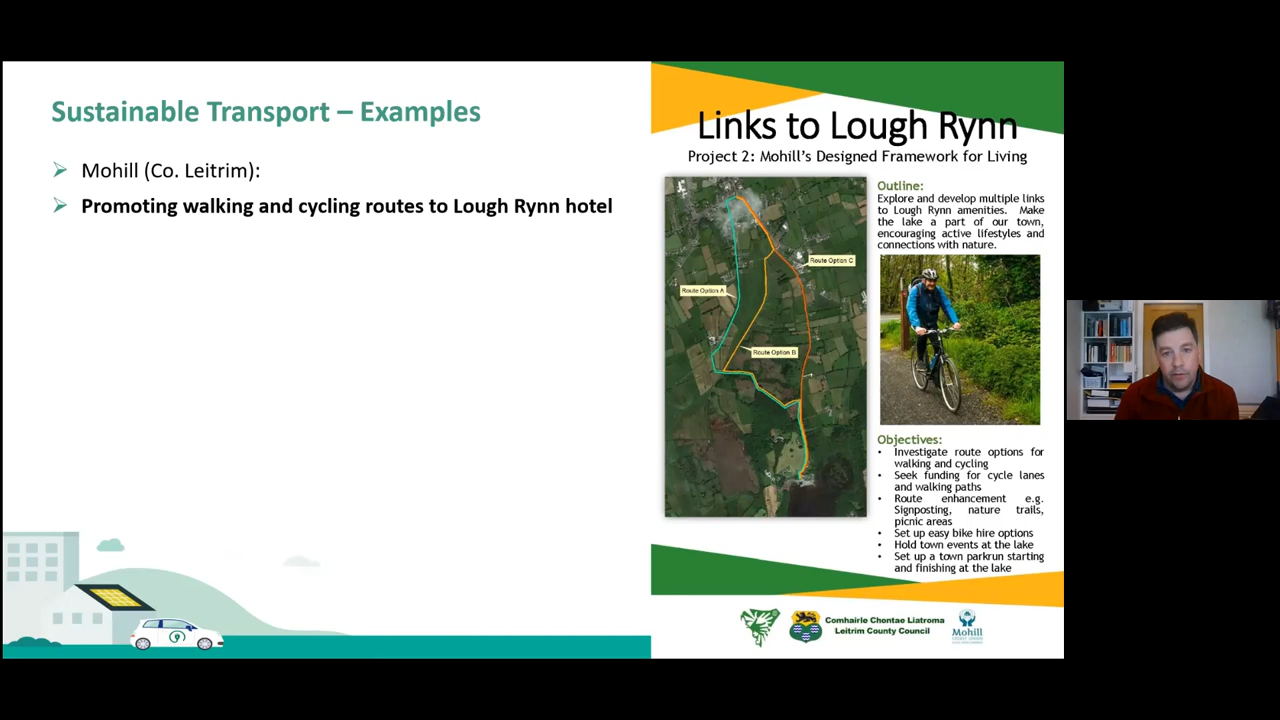 Sustainable Transport – Examples
Mohill (Co. Leitrim):
Promoting walking and cycling routes to Lough Rynn hotel
Links to Lough Rynn
Project 2: Mohill's Designed Framework for Living
Route Option C
Route Option A
Route Option B
Outline:
Explore and develop multiple links
to Lough Rynn amenities. Make
the lake a part of our town,
encouraging active lifestyles and
connections with nature.
Objectives:
• Investigate route options for
walking and cycling
• Seek funding for cycle lanes
and walking paths
• Route enhancement e.g.
Signposting, nature trails,
picnic areas
• Set up easy bike hire options
• Hold town events at the lake
• Set up a town parkrun starting
and finishing at the lake
Comhairle Chontae Liatroma
Leitrim County Council
Mohill